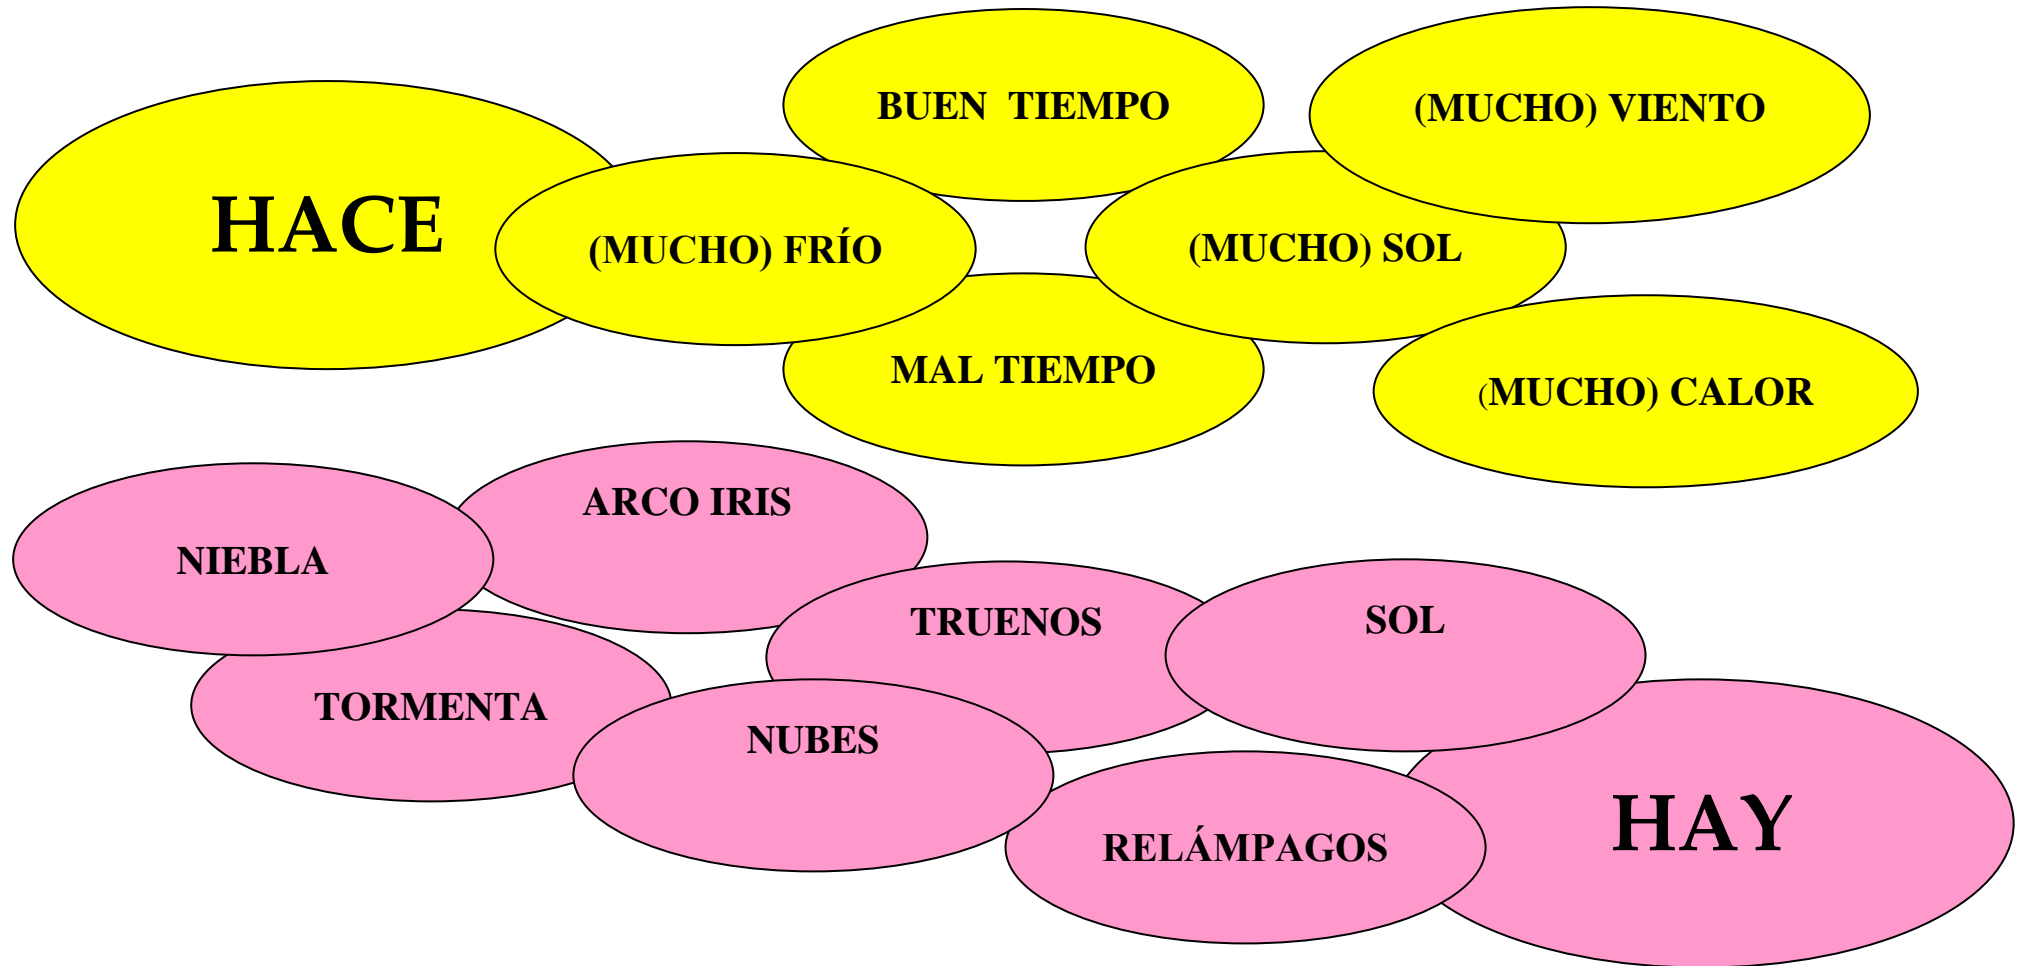 HACE
BUEN TIEMPO
(MUCHO) VIENTO
(MUCHO) FRÍO
(MUCHO) SOL
MAL TIEMPO
(MUCHO) CALOR
ARCO IRIS
NIEBLA
TRUENOS
SOL
TORMENTA
NUBES
RELÁMPAGOS
HAY